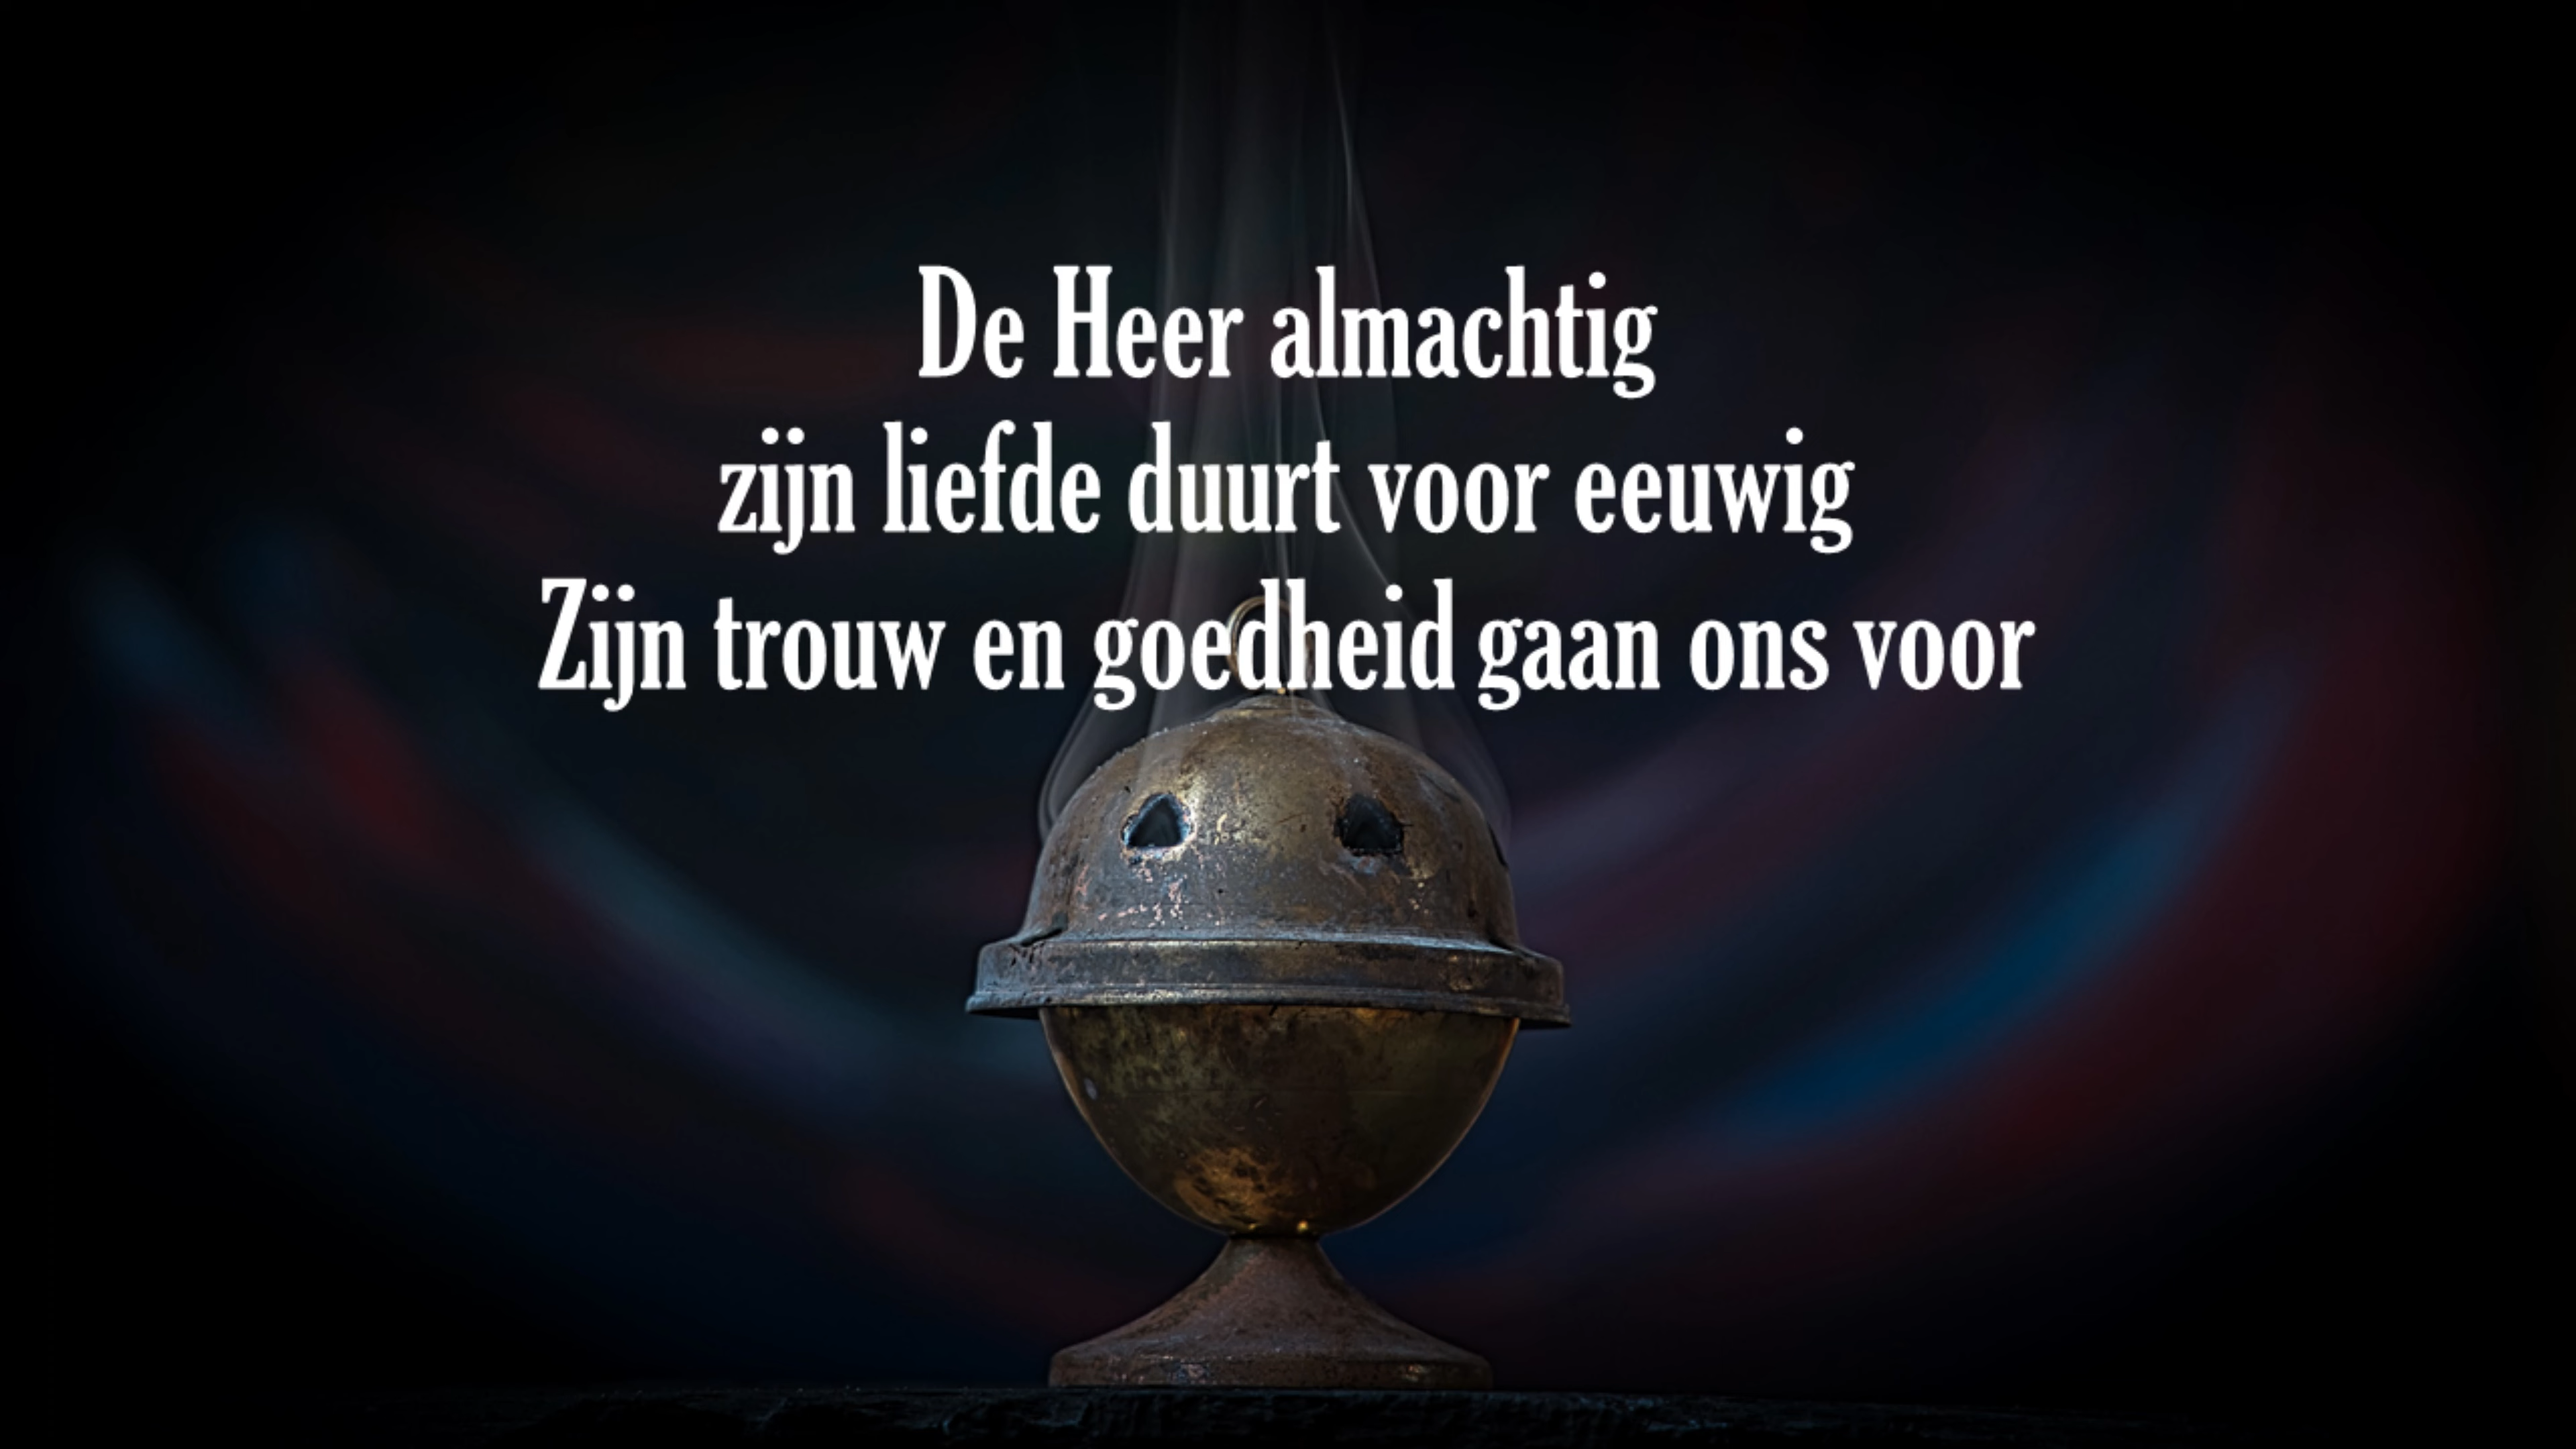 De Heer almachtig
zijn liefde duurt voor eeuwig
Zijn trouw en goedheid gaan ons voor